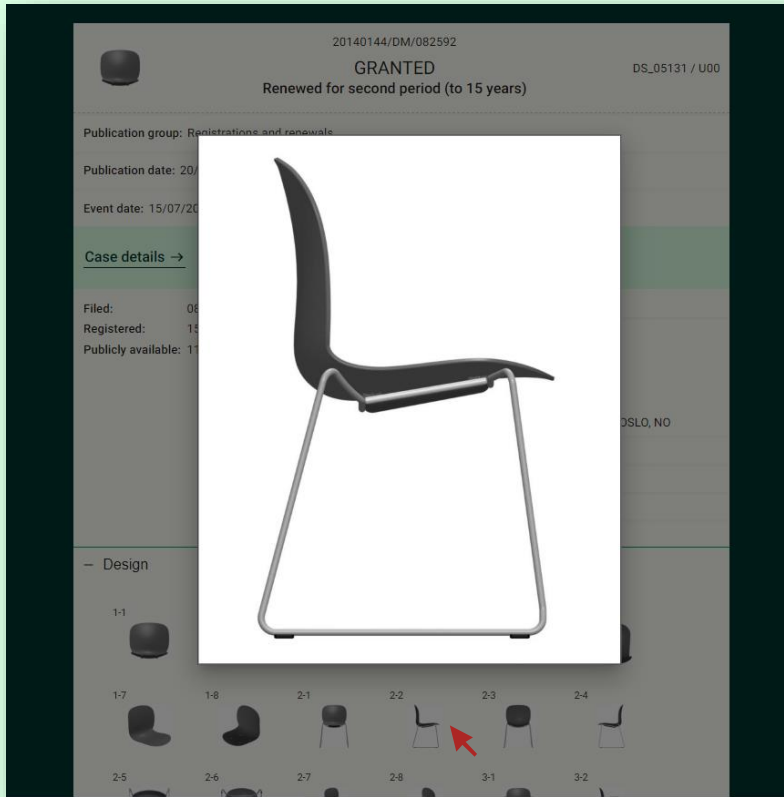 20140144/DM/082592
GRANTED
DS_05131 / U00
Renewed for second period (to 15 years)
Publication group: Registrations and renewals
Publication date: 20/
Event date: 15/07/20
Case details →
Filed: 08
Registered: 15
Publicly available: 11
OSLO, NO
– Design
1-1
1-7 1-8 2-1 2-2 2-3 2-4
2-5 2-6 2-7 2-8 3-1 3-2